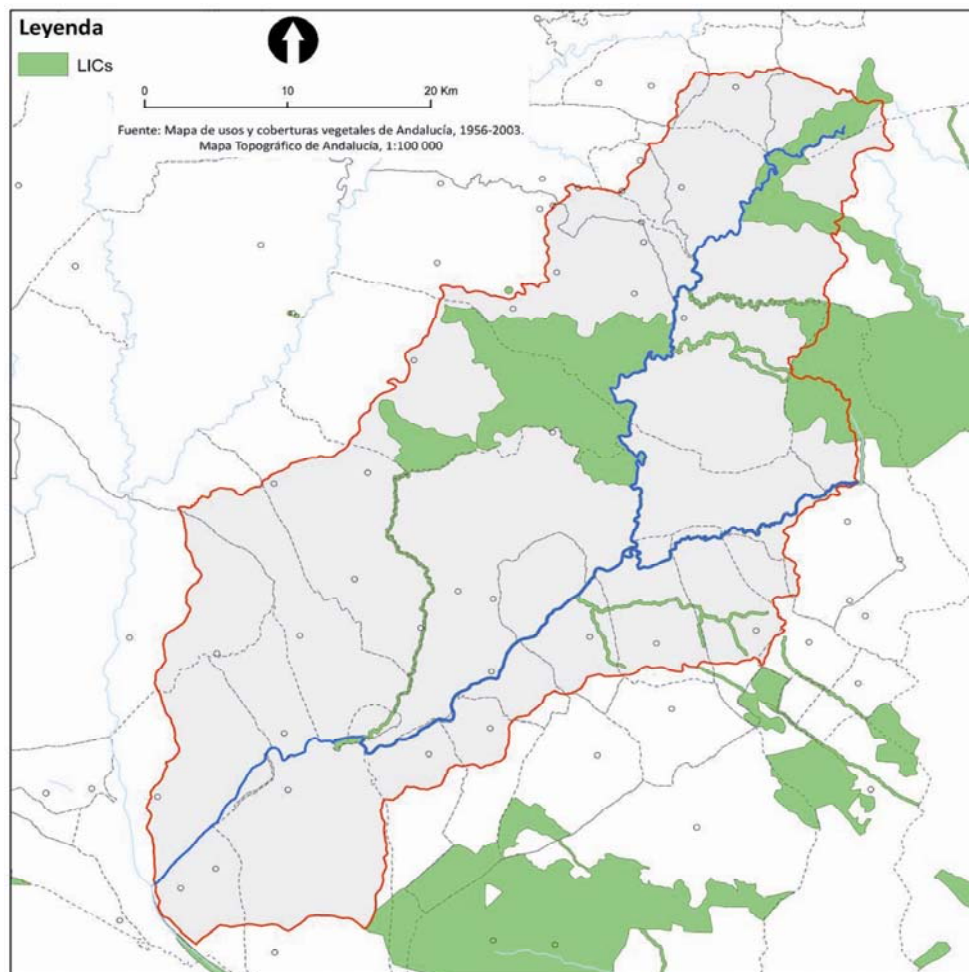 Leyenda
LICs
0 10 20 Km
Fuente: Mapa de usos y coberturas vegetales de Andalucía, 1956-2003.
Mapa Topográfico de Andalucía, 1:100 000